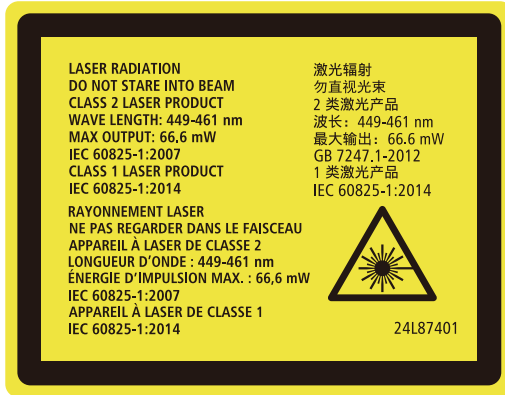 LASER RADIATION
DO NOT STARE INTO BEAM
CLASS 2 LASER PRODUCT
WAVE LENGTH: 449-461 nm
MAX OUTPUT: 66.6 mW
IEC 60825-1:2007
CLASS 1 LASER PRODUCT
IEC 60825-1:2014
RAYONNEMENT LASER
NE PAS REGARDER DANS LE FAISCEAU
APPAREIL À LASER DE CLASSE 2
LONGUEUR D'ONDE : 449-461 nm
ÉNERGIE D'IMPULSION MAX. : 66,6 mW
IEC 60825-1:2007
APPAREIL À LASER DE CLASSE 1
IEC 60825-1:2014
激光辐射
勿直视光束
2 类激光产品
波长：449-461 nm
最大输出：66.6 mW
GB 7247.1-2012
1 类激光产品
IEC 60825-1:2014
24L87401